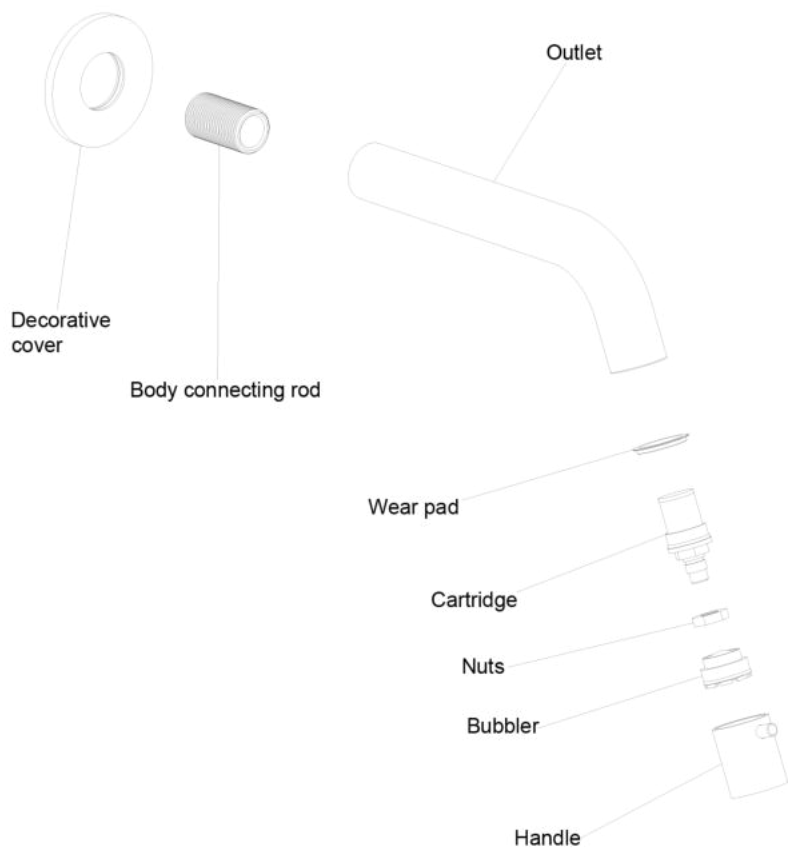 Outlet
Decorative
cover
Body connecting rod
Wear pad
Cartridge
Nuts
Bubbler
Handle